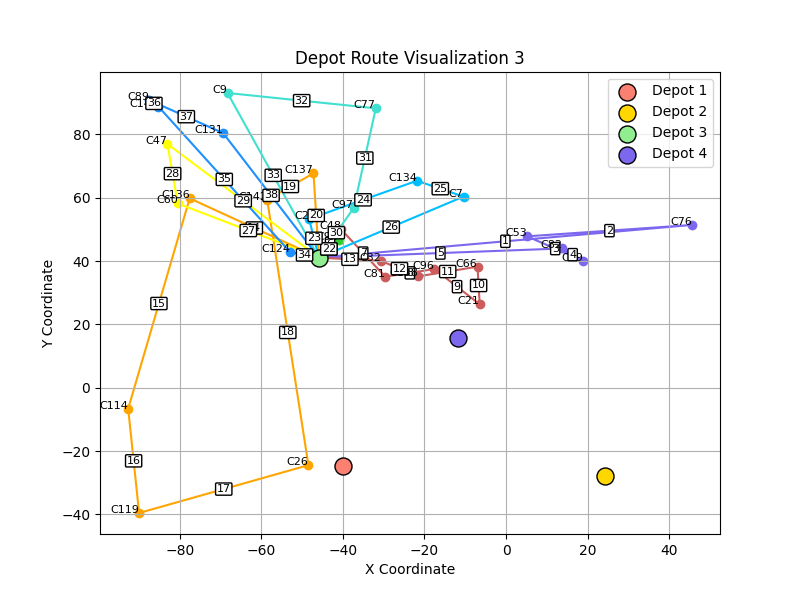 Depot Route Visualization 3
Depot 1
Depot 2
Depot 3
Depot 4
C89
36
37
C131
C9
32
C77
C47
28
35
33
19
C137
31
C134
25
C7
C136
C60
29
38
24
C97
20
26
27
C124
23
30
22
34
13
7
C81
12
C96
11
C66
5
10
9
C21
1
C53
2
C76
3
4
15
18
C114
16
C26
17
C119
80
60
40
20
0
−20
−40
−80
−60
−40
−20
0
20
40
Y Coordinate
X Coordinate